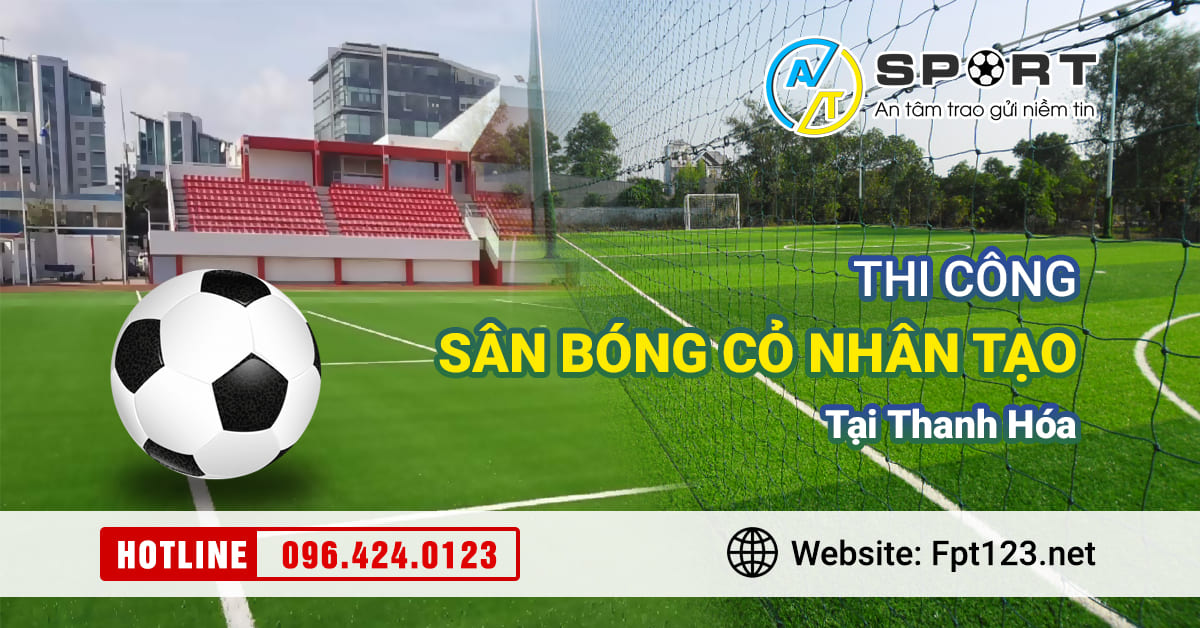 AT SPORT
An tâm trao gửi niềm tin
THI CÔNG
SÂN BÓNG CỎ NHÂN TẠO
Tại Thanh Hóa
HOTLINE 096.424.0123
Website: Fpt123.net